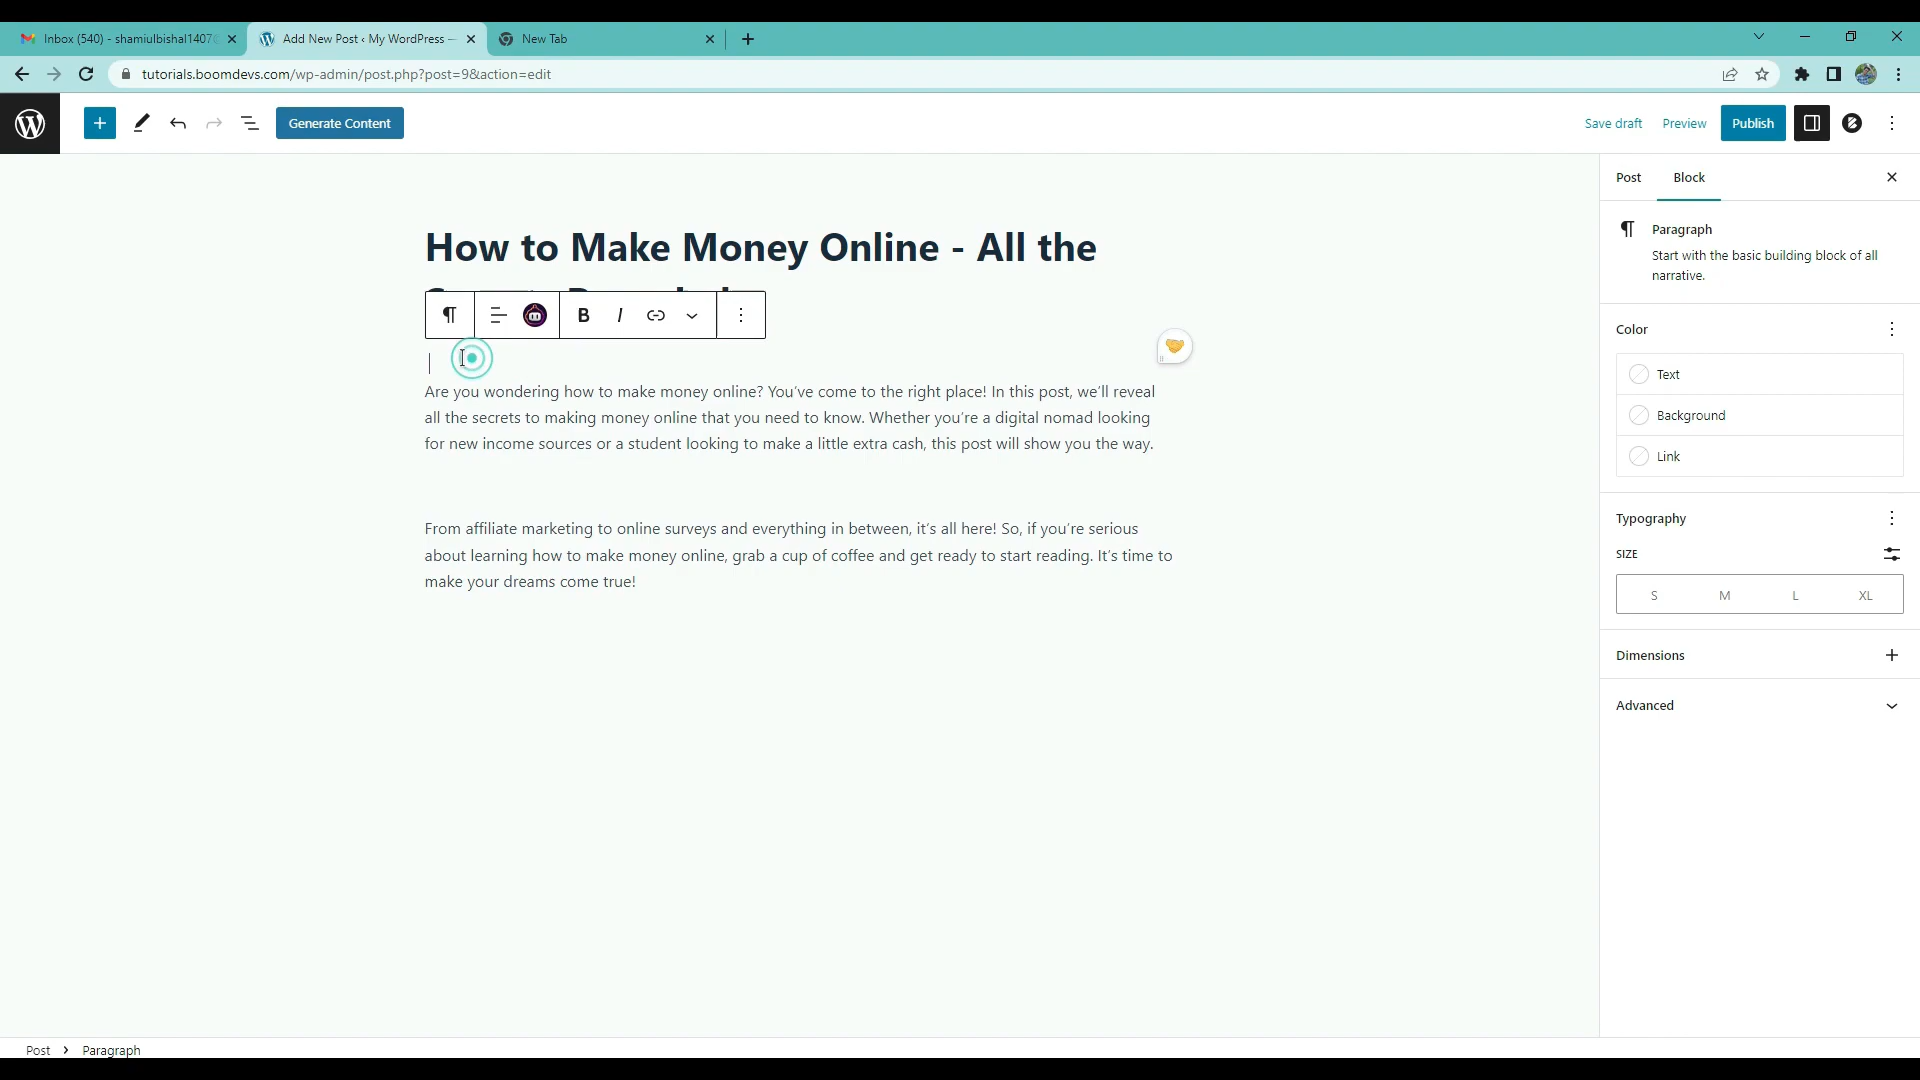 Inbox (540) - shamiulbishal1407@
Add New Post ‹ My WordPress —
New Tab
tutorials.boomdevs.com/wp-admin/post.php?post=9&action=edit
Generate Content
Save draft
Preview
Publish
Post
Block
How to Make Money Online - All the
Paragraph
Start with the basic building block of all
narrative.
B
I
Color
Text
Background
Link
Are you wondering how to make money online? You've come to the right place! In this post, we'll reveal
all the secrets to making money online that you need to know. Whether you're a digital nomad looking
for new income sources or a student looking to make a little extra cash, this post will show you the way.
From affiliate marketing to online surveys and everything in between, it's all here! So, if you're serious
about learning how to make money online, grab a cup of coffee and get ready to start reading. It's time to
make your dreams come true!
Typography
SIZE
S M L XL
Dimensions
Advanced
Post › Paragraph